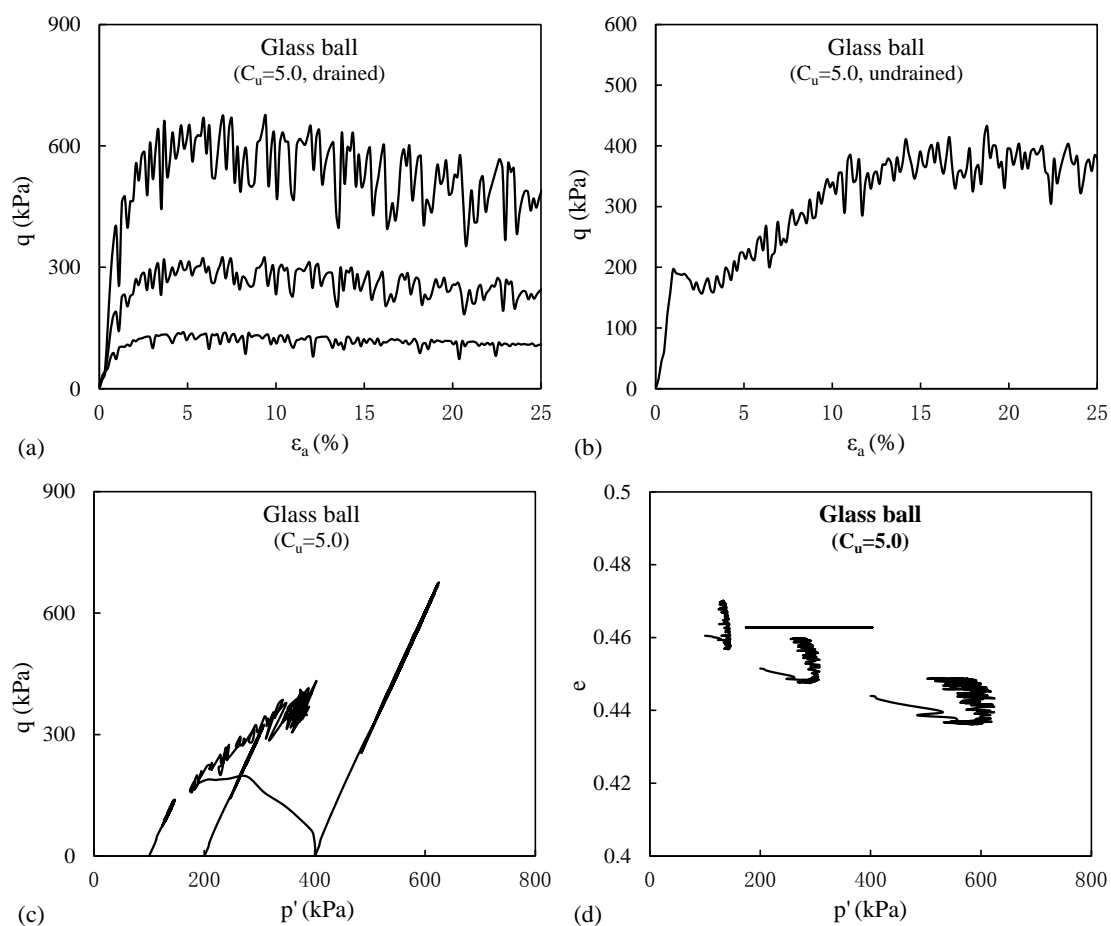 900
600
300
0
q (kPa)
Glass ball
(Cu=5.0, drained)
0 5 10 15 20 25
εa (%)
(a)
600
500
400
300
200
100
0
q (kPa)
Glass ball
(Cu=5.0, undrained)
0 5 10 15 20 25
εa (%)
(b)
900
600
300
0
q (kPa)
Glass ball
(Cu=5.0)
0 200 400 600 800
p' (kPa)
(c)
0.5
0.48
0.46
0.44
0.42
0.4
e
Glass ball
(Cu=5.0)
0 200 400 600 800
p' (kPa)
(d)